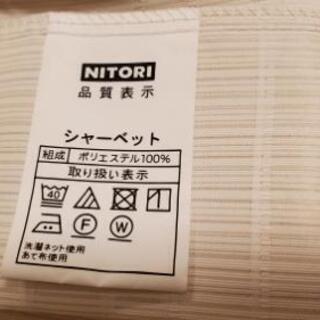 NITORI
品質表示
シャーベット
組成 ポリエステル100%
取り扱い表示
40
F W
洗濯ネット使用
あて布使用